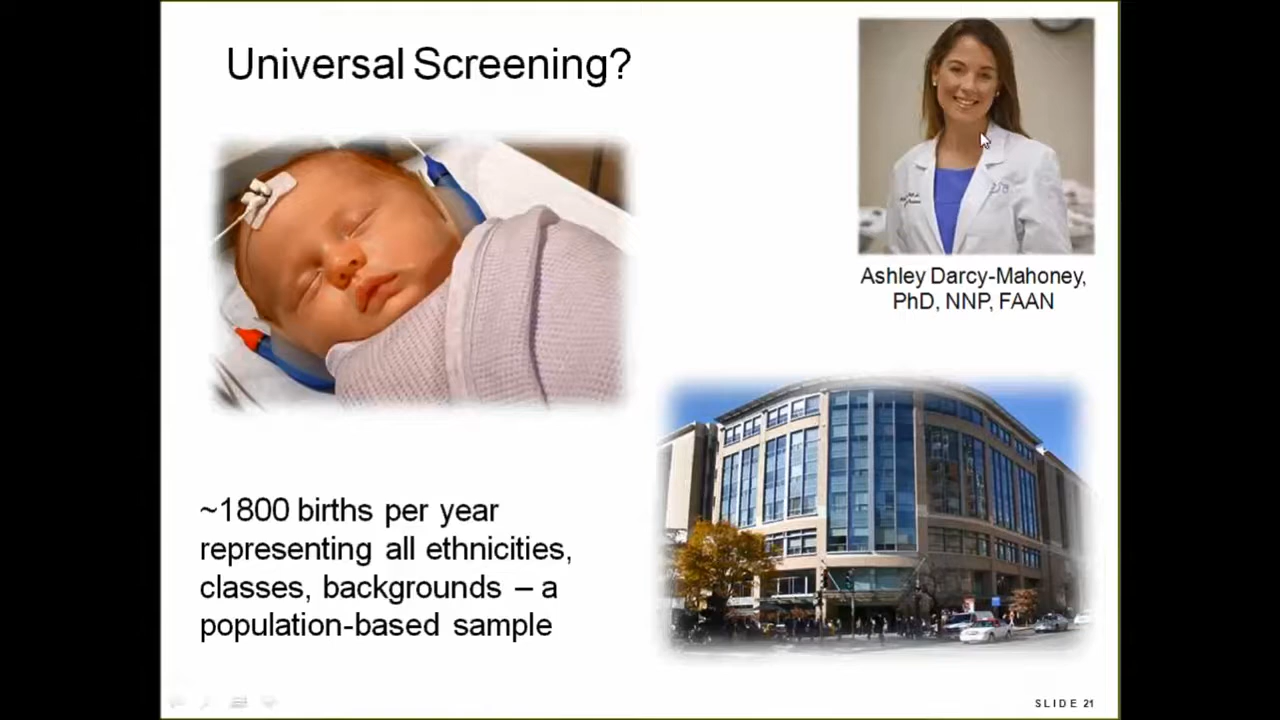 Universal Screening?
Ashley Darcy-Mahoney,
PhD, NNP, FAAN
~1800 births per year
representing all ethnicities,
classes, backgrounds – a
population-based sample
SLIDE 21